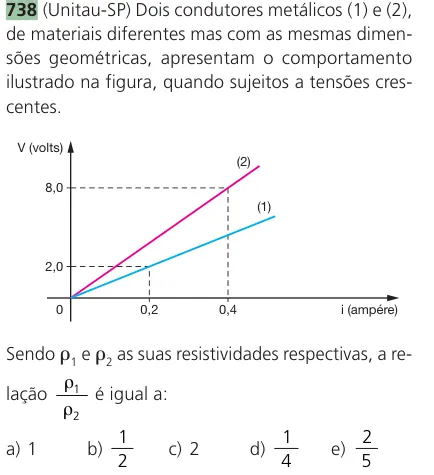 738 (Unitau-SP) Dois condutores metálicos (1) e (2),
de materiais diferentes mas com as mesmas dimen-
sões geométricas, apresentam o comportamento
ilustrado na figura, quando sujeitos a tensões cres-
centes.
V (volts)
(2)
8,0
(1)
2,0
0 0,2 0,4 i (ampére)
Sendo ρ₁ e ρ₂ as suas resistividades respectivas, a re-
lação ρ₁/ρ₂ é igual a:
a) 1 b) 1/2 c) 2 d) 1/4 e) 2/5